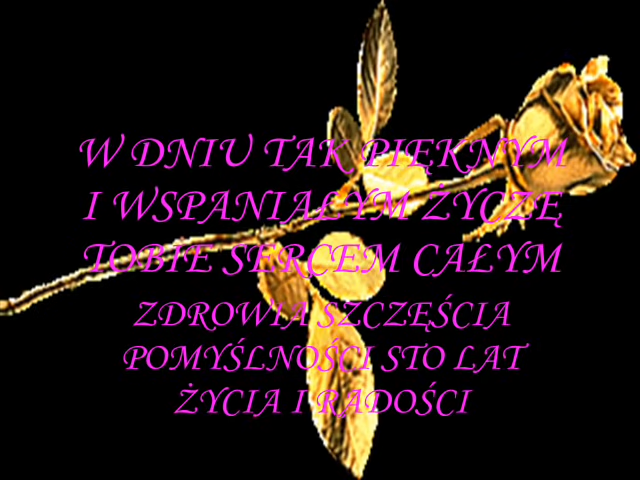 W DNIU TAK PIĘKNYM
I WSPANIAŁYM ŻYCZĘ
TOBIE SERCEM CAŁYM
ZDROWIA SZCZĘŚCIA
POMYŚLNOŚCI STO LAT
ŻYCIA I RADOŚCI